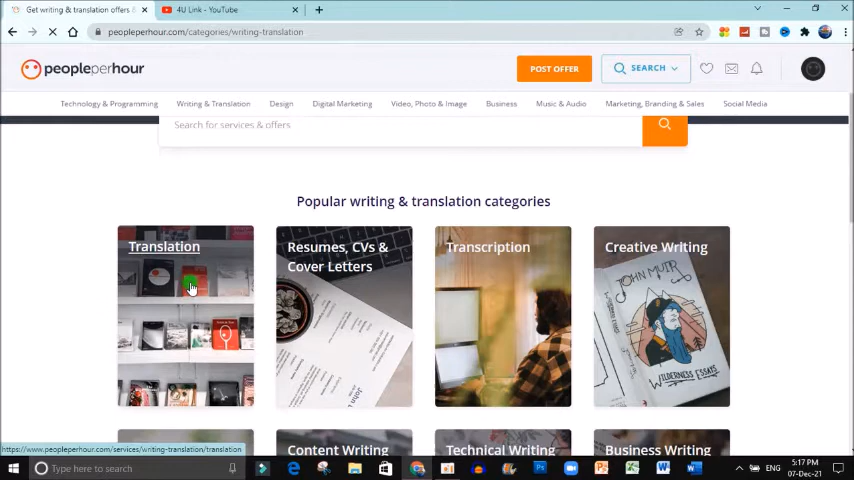 Get writing & translation offers &
4U Link - YouTube
peopleperhour.com/categories/writing-translation
peopleperhour
POST OFFER
SEARCH
Technology & Programming
Writing & Translation
Design
Digital Marketing
Video, Photo & Image
Business
Music & Audio
Marketing, Branding & Sales
Social Media
Search for services & offers
Popular writing & translation categories
Translation
Resumes, CVs &
Cover Letters
Transcription
Creative Writing
JOHN MUIR
WILDERNESS ESSAYS
Content Writing
Technical Writing
Business Writing
https://www.peopleperhour.com/services/writing-translation/translation
Type here to search
ENG
5:17 PM
07-Dec-21